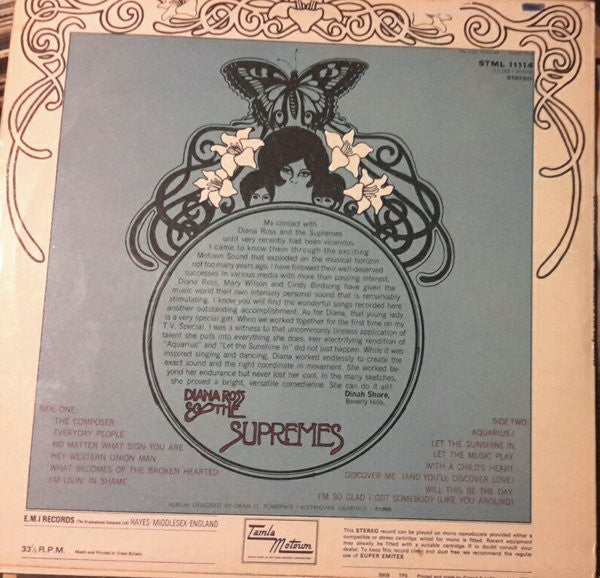 STML 11114
stereo
My contact with
Diana Ross and the Supremes
until very recently had been vicarious.
I came to know them through the exciting
Motown Sound that exploded on the musical horizon
not too many years ago. I have followed their well-deserved
successes in various media with more than passing interest.
Diana Ross, Mary Wilson and Cindy Birdsong have given the
music world their own intensely personal sound that is remarkably
stimulating. I know you will find the wonderful songs recorded here
another outstanding accomplishment. As for Diana, that young lady
is a very special girl. When we worked together for the first time on my
T.V. Special, I was a witness to that uncommonly tireless application of
talent she puts into everything she does. Her electrifying rendition of
"Aquarius" and "Let the Sunshine In" did not just happen. While it was
inspired singing and dancing, Diana worked endlessly to create the
exact sound and the right coordinate in movement. She worked be-
yond her endurance but never lost her cool. In the many sketches,
she proved a bright, versatile comedienne. She can do it all!
Dinah Shore,
Beverly Hills.
DIANA ROSS
& THE
SUPREMES
SIDE ONE:
THE COMPOSER
EVERYDAY PEOPLE
NO MATTER WHAT SIGN YOU ARE
HEY WESTERN UNION MAN
WHAT BECOMES OF THE BROKEN HEARTED
I'M LIVIN' IN SHAME
SIDE TWO:
AQUARIUS/
LET THE SUNSHINE IN
LET THE MUSIC PLAY
WITH A CHILD'S HEART
DISCOVER ME (AND YOU'LL DISCOVER LOVE)
WILL THIS BE THE DAY
I'M SO GLAD I GOT SOMEBODY (LIKE YOU AROUND)
ALBUM DESIGNED BY DEAN O. TORRENCE - KITTYHAWK GRAPHICS
E.M.I RECORDS (The Gramophone Company Ltd) HAYES·MIDDLESEX·ENGLAND
33⅓ R.P.M. Made and Printed in Great Britain
Tamla
Motown
This STEREO record can be played on mono reproducers provided either a
compatible or stereo cartridge wired for mono is fitted. Recent equipment
may already be fitted with a suitable cartridge. If in doubt consult your
dealer. To keep this record clean and dust free we recommend the regular
use of SUPER EMITEX